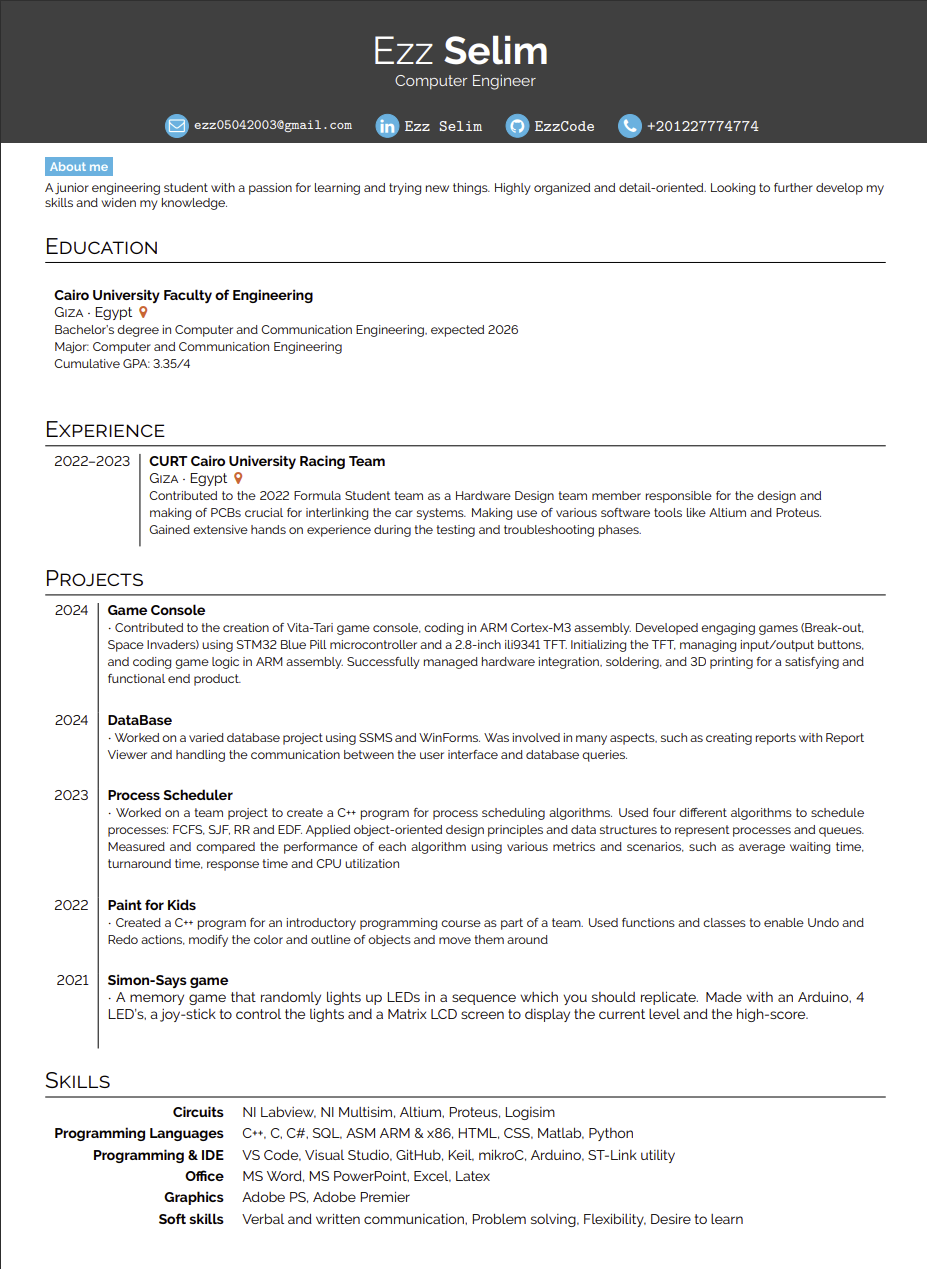 Ezz Selim
Computer Engineer
ezz05042003@gmail.com Ezz Selim EzzCode +201227774774
About me
A junior engineering student with a passion for learning and trying new things. Highly organized and detail-oriented. Looking to further develop my
skills and widen my knowledge.
Education
Cairo University Faculty of Engineering
Giza · Egypt
Bachelor's degree in Computer and Communication Engineering, expected 2026
Major: Computer and Communication Engineering
Cumulative GPA: 3.35/4
Experience
2022–2023 CURT Cairo University Racing Team
Giza · Egypt
Contributed to the 2022 Formula Student team as a Hardware Design team member responsible for the design and
making of PCBs crucial for interlinking the car systems. Making use of various software tools like Altium and Proteus.
Gained extensive hands on experience during the testing and troubleshooting phases.
Projects
2024 Game Console
· Contributed to the creation of Vita-Tari game console, coding in ARM Cortex-M3 assembly. Developed engaging games (Break-out,
Space Invaders) using STM32 Blue Pill microcontroller and a 2.8-inch ili9341 TFT. Initializing the TFT, managing input/output buttons,
and coding game logic in ARM assembly. Successfully managed hardware integration, soldering, and 3D printing for a satisfying and
functional end product.
2024 DataBase
· Worked on a varied database project using SSMS and WinForms. Was involved in many aspects, such as creating reports with Report
Viewer and handling the communication between the user interface and database queries.
2023 Process Scheduler
· Worked on a team project to create a C++ program for process scheduling algorithms. Used four different algorithms to schedule
processes: FCFS, SJF, RR and EDF. Applied object-oriented design principles and data structures to represent processes and queues.
Measured and compared the performance of each algorithm using various metrics and scenarios, such as average waiting time,
turnaround time, response time and CPU utilization
2022 Paint for Kids
· Created a C++ program for an introductory programming course as part of a team. Used functions and classes to enable Undo and
Redo actions, modify the color and outline of objects and move them around
2021 Simon-Says game
· A memory game that randomly lights up LEDs in a sequence which you should replicate. Made with an Arduino, 4
LED's, a joy-stick to control the lights and a Matrix LCD screen to display the current level and the high-score.
Skills
Circuits NI Labview, NI Multisim, Altium, Proteus, Logisim
Programming Languages C++, C, C#, SQL, ASM ARM & x86, HTML, CSS, Matlab, Python
Programming & IDE VS Code, Visual Studio, GitHub, Keil, mikroC, Arduino, ST-Link utility
Office MS Word, MS PowerPoint, Excel, Latex
Graphics Adobe PS, Adobe Premier
Soft skills Verbal and written communication, Problem solving, Flexibility, Desire to learn